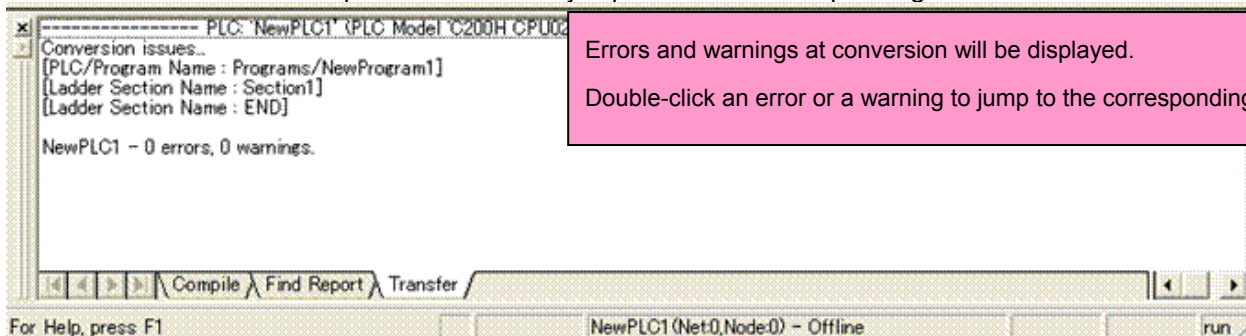 ---------------- PLC: 'NewPLC1' (PLC Model 'C200H CPU02
Conversion issues..
[PLC/Program Name : Programs/NewProgram1]
[Ladder Section Name : Section1]
[Ladder Section Name : END]
NewPLC1 - 0 errors, 0 warnings.
Errors and warnings at conversion will be displayed.
Double-click an error or a warning to jump to the corresponding
Compile Find Report Transfer
For Help, press F1 NewPLC1(Net:0,Node:0) - Offline run